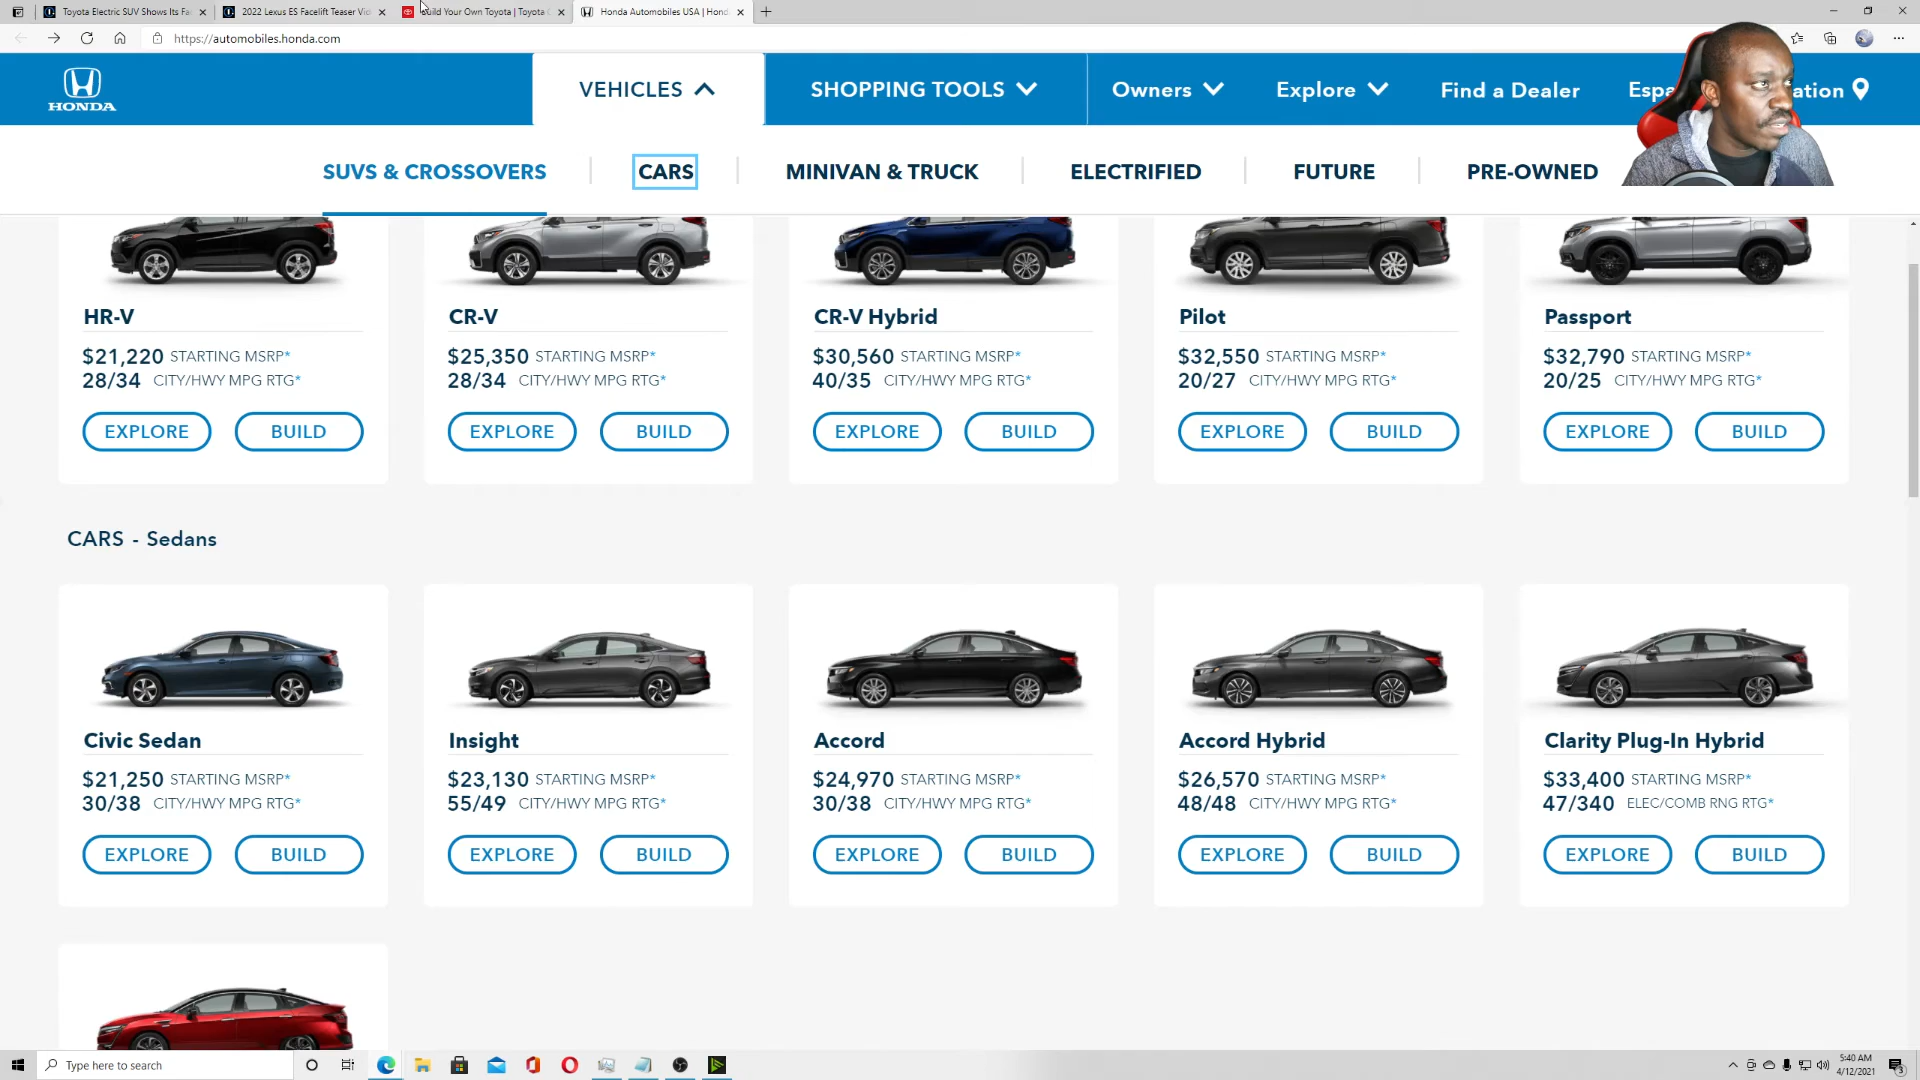 Toyota Electric SUV Shows Its Fa
2022 Lexus ES Facelift Teaser Vid
Build Your Own Toyota | Toyota
Honda Automobiles USA | Hond
https://automobiles.honda.com
HONDA
VEHICLES
SHOPPING TOOLS
Owners
Explore
Find a Dealer
Espa
ation
SUVS & CROSSOVERS
CARS
MINIVAN & TRUCK
ELECTRIFIED
FUTURE
PRE-OWNED
HR-V
$21,220 STARTING MSRP*
28/34 CITY/HWY MPG RTG*
EXPLORE
BUILD
CR-V
$25,350 STARTING MSRP*
28/34 CITY/HWY MPG RTG*
EXPLORE
BUILD
CR-V Hybrid
$30,560 STARTING MSRP*
40/35 CITY/HWY MPG RTG*
EXPLORE
BUILD
Pilot
$32,550 STARTING MSRP*
20/27 CITY/HWY MPG RTG*
EXPLORE
BUILD
Passport
$32,790 STARTING MSRP*
20/25 CITY/HWY MPG RTG*
EXPLORE
BUILD
CARS - Sedans
Civic Sedan
$21,250 STARTING MSRP*
30/38 CITY/HWY MPG RTG*
EXPLORE
BUILD
Insight
$23,130 STARTING MSRP*
55/49 CITY/HWY MPG RTG*
EXPLORE
BUILD
Accord
$24,970 STARTING MSRP*
30/38 CITY/HWY MPG RTG*
EXPLORE
BUILD
Accord Hybrid
$26,570 STARTING MSRP*
48/48 CITY/HWY MPG RTG*
EXPLORE
BUILD
Clarity Plug-In Hybrid
$33,400 STARTING MSRP*
47/340 ELEC/COMB RNG RTG*
EXPLORE
BUILD
Type here to search
5:40 AM
4/12/2021
3